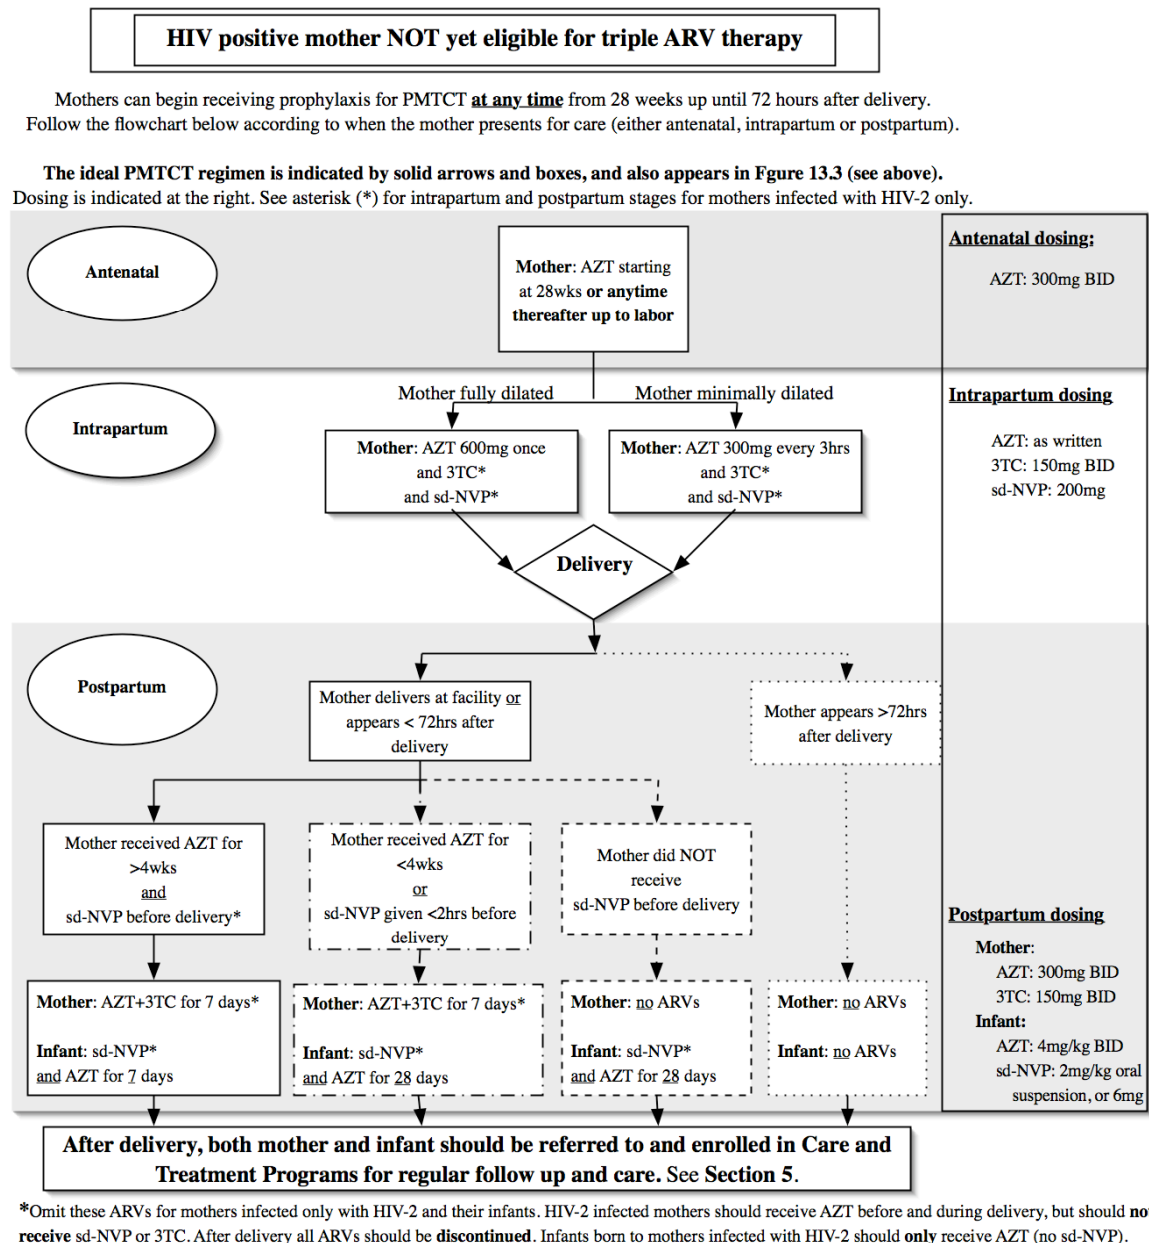 HIV positive mother NOT yet eligible for triple ARV therapy
Mothers can begin receiving prophylaxis for PMTCT at any time from 28 weeks up until 72 hours after delivery.
Follow the flowchart below according to when the mother presents for care (either antenatal, intrapartum or postpartum).
The ideal PMTCT regimen is indicated by solid arrows and boxes, and also appears in Fgure 13.3 (see above).
Dosing is indicated at the right. See asterisk (*) for intrapartum and postpartum stages for mothers infected with HIV-2 only.
Antenatal
Mother: AZT starting
at 28wks or anytime
thereafter up to labor
Antenatal dosing:
AZT: 300mg BID
Mother fully dilated
Mother minimally dilated
Intrapartum
Mother: AZT 600mg once
and 3TC*
and sd-NVP*
Mother: AZT 300mg every 3hrs
and 3TC*
and sd-NVP*
Intrapartum dosing
AZT: as written
3TC: 150mg BID
sd-NVP: 200mg
Delivery
Postpartum
Mother delivers at facility or
appears < 72hrs after
delivery
Mother appears >72hrs
after delivery
Mother received AZT for
>4wks
and
sd-NVP before delivery*
Mother received AZT for
<4wks
or
sd-NVP given <2hrs before
delivery
Mother did NOT
receive
sd-NVP before delivery
Mother: AZT+3TC for 7 days*
Infant: sd-NVP*
and AZT for 7 days
Mother: AZT+3TC for 7 days*
Infant: sd-NVP*
and AZT for 28 days
Mother: no ARVs
Infant: sd-NVP*
and AZT for 28 days
Mother: no ARVs
Infant: no ARVs
Postpartum dosing
Mother:
AZT: 300mg BID
3TC: 150mg BID
Infant:
AZT: 4mg/kg BID
sd-NVP: 2mg/kg oral
suspension, or 6mg
After delivery, both mother and infant should be referred to and enrolled in Care and
Treatment Programs for regular follow up and care. See Section 5.
*Omit these ARVs for mothers infected only with HIV-2 and their infants. HIV-2 infected mothers should receive AZT before and during delivery, but should no
receive sd-NVP or 3TC. After delivery all ARVs should be discontinued. Infants born to mothers infected with HIV-2 should only receive AZT (no sd-NVP).